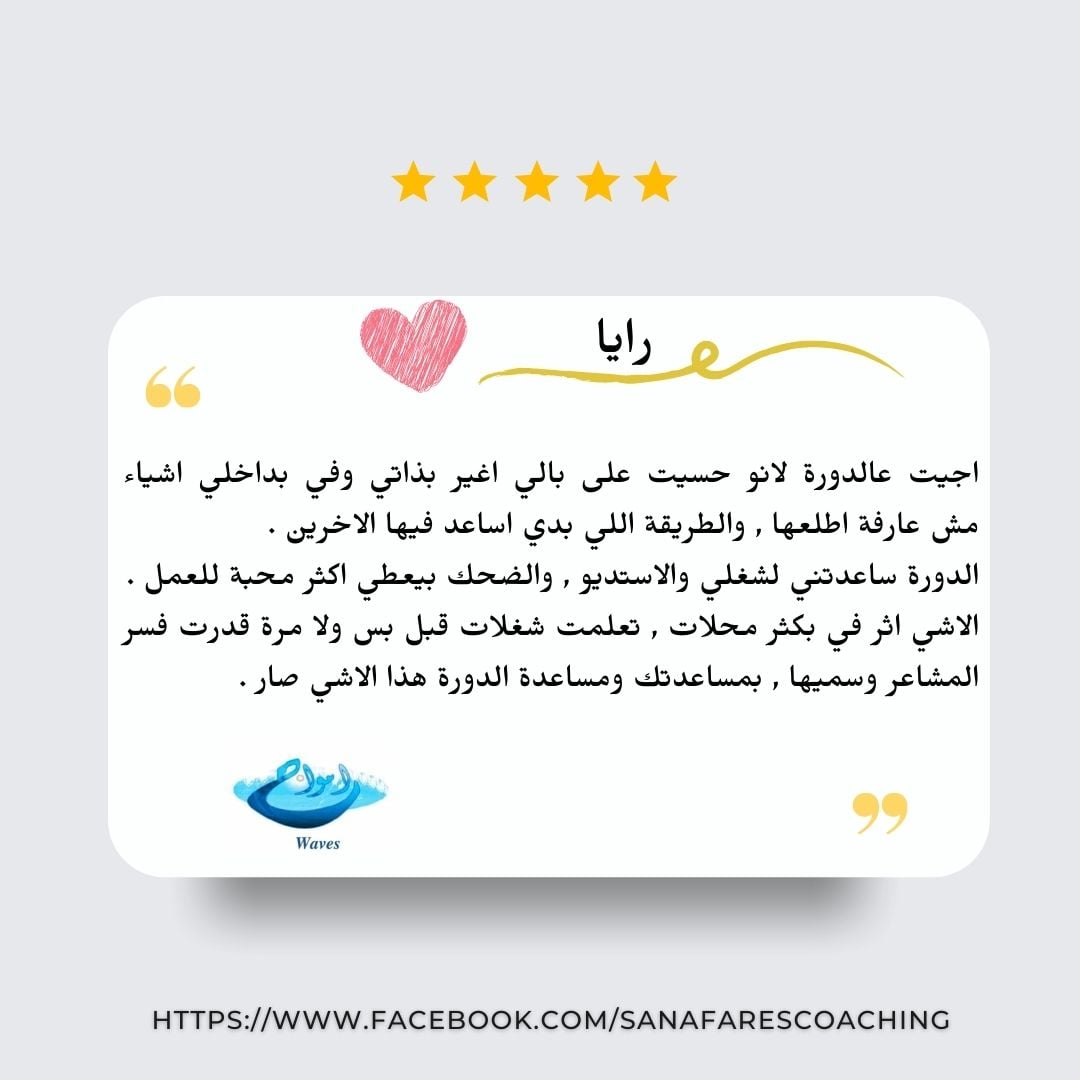 رايا
اجيت عالدورة لانو حسيت على بالي اغير بذاتي وفي بداخلي اشياء
مش عارفة اطلعها , والطريقة اللي بدي اساعد فيها الاخرين .
الدورة ساعدتني لشغلي والاستديو , والضحك بيعطي اكثر محبة للعمل .
الاشي اثر في بكثر محلات , تعلمت شغلات قبل بس ولا مرة قدرت فسر
المشاعر وسميها , بمساعدتك ومساعدة الدورة هذا الاشي صار .
امواج
Waves
HTTPS://WWW.FACEBOOK.COM/SANAFARESCOACHING